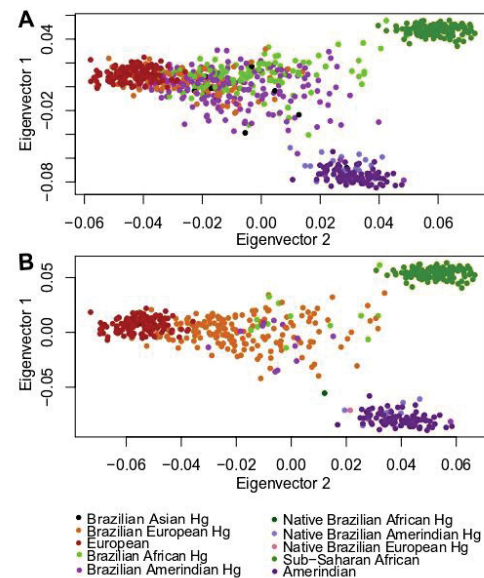 A
0.04
−0.02
−0.08
Eigenvector 1
−0.06 −0.04 −0.02 0.00 0.02 0.04 0.06
Eigenvector 2
B
0.05
0.00
−0.05
Eigenvector 1
−0.06 −0.04 −0.02 0.00 0.02 0.04 0.06
Eigenvector 2
Brazilian Asian Hg
Brazilian European Hg
European
Brazilian African Hg
Brazilian Amerindian Hg
Native Brazilian African Hg
Native Brazilian Amerindian Hg
Native Brazilian European Hg
Sub−Saharan African
Amerindian